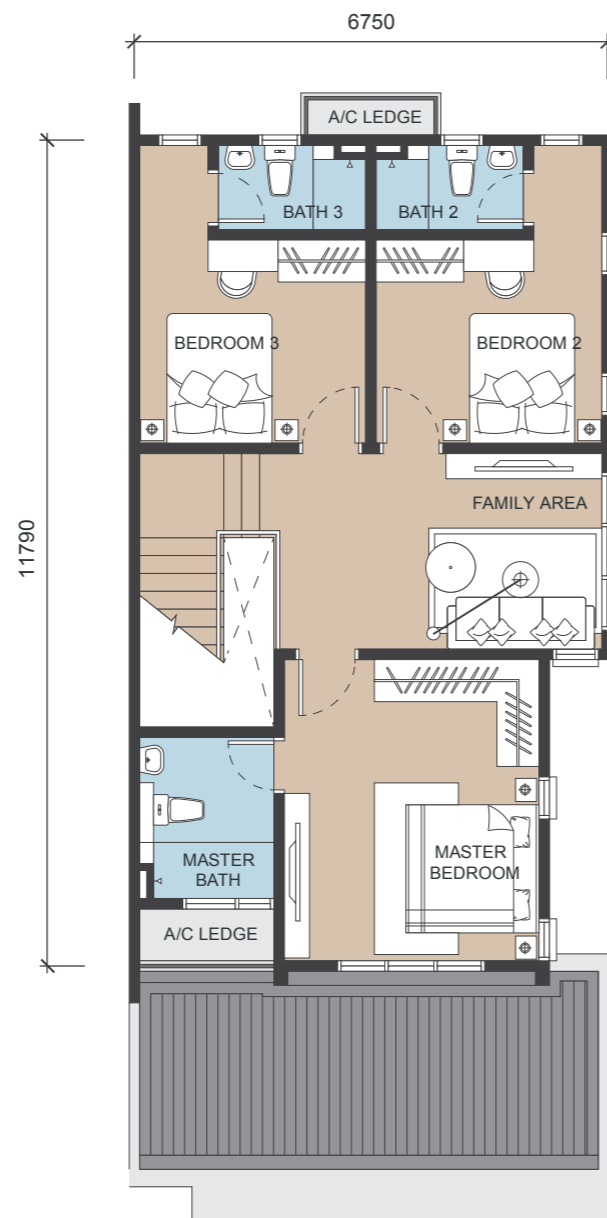 6750
A/C LEDGE
BATH 3
BATH 2
BEDROOM 3
BEDROOM 2
FAMILY AREA
11790
MASTER
BATH
MASTER
BEDROOM
A/C LEDGE